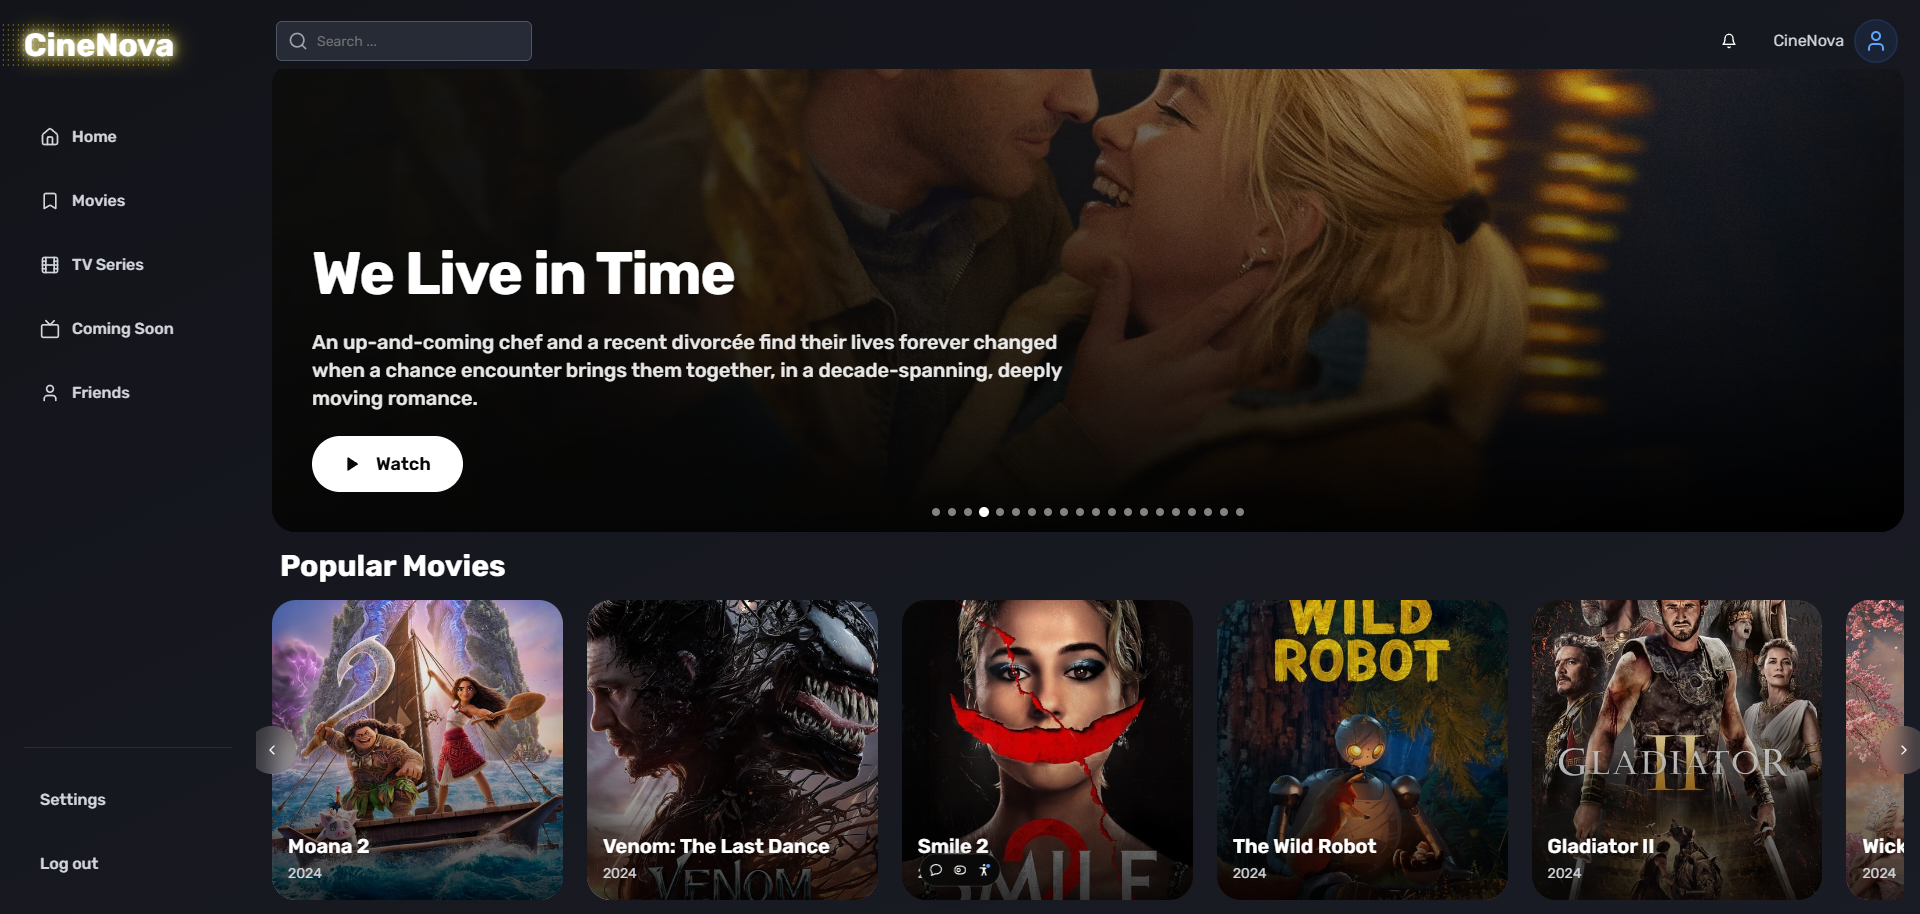 CineNova
Search ...
CineNova
Home
Movies
TV Series
Coming Soon
Friends
Settings
Log out
We Live in Time
An up-and-coming chef and a recent divorcée find their lives forever changed
when a chance encounter brings them together, in a decade-spanning, deeply
moving romance.
Watch
Popular Movies
Moana 2
2024
VENOM
Venom: The Last Dance
2024
Smile 2
SMILE
2
WILD
ROBOT
The Wild Robot
2024
GLADIATOR
II
Gladiator II
2024
2024